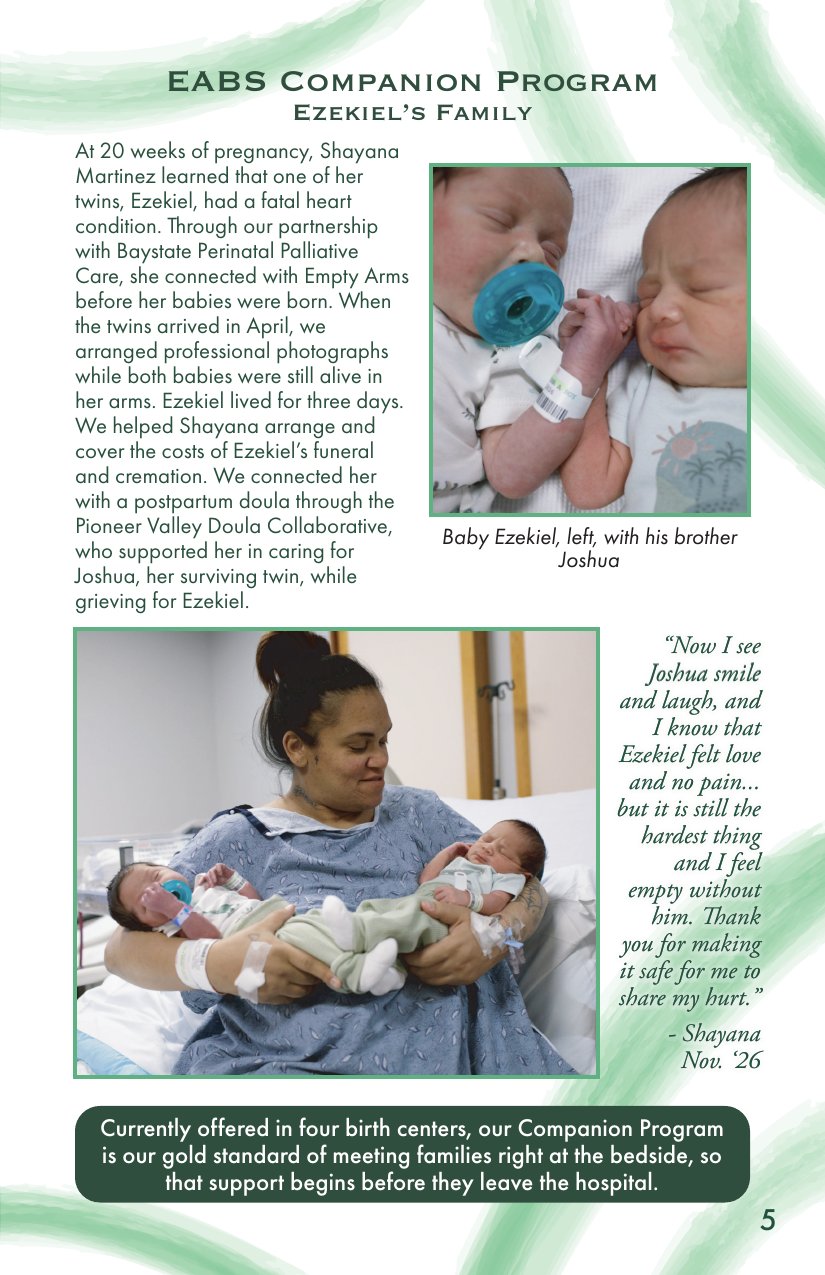 EABS Companion Program
Ezekiel's Family
At 20 weeks of pregnancy, Shayana
Martinez learned that one of her
twins, Ezekiel, had a fatal heart
condition. Through our partnership
with Baystate Perinatal Palliative
Care, she connected with Empty Arms
before her babies were born. When
the twins arrived in April, we
arranged professional photographs
while both babies were still alive in
her arms. Ezekiel lived for three days.
We helped Shayana arrange and
cover the costs of Ezekiel's funeral
and cremation. We connected her
with a postpartum doula through the
Pioneer Valley Doula Collaborative,
who supported her in caring for
Joshua, her surviving twin, while
grieving for Ezekiel.
Baby Ezekiel, left, with his brother
Joshua
“Now I see
Joshua smile
and laugh, and
I know that
Ezekiel felt love
and no pain...
but it is still the
hardest thing
and I feel
empty without
him. Thank
you for making
it safe for me to
share my hurt.”
- Shayana
Nov. ‘26
Currently offered in four birth centers, our Companion Program
is our gold standard of meeting families right at the bedside, so
that support begins before they leave the hospital.
5